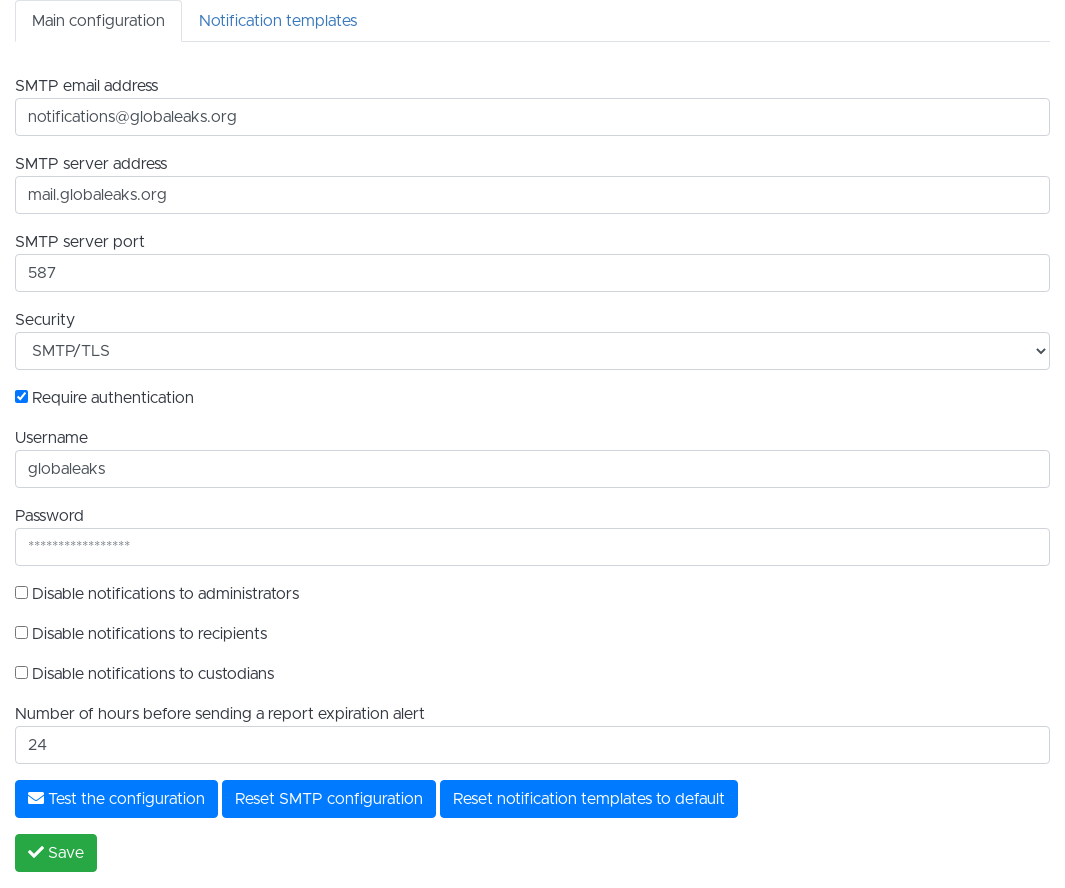 Main configuration Notification templates
SMTP email address
notifications@globaleaks.org
SMTP server address
mail.globaleaks.org
SMTP server port
587
Security
SMTP/TLS
Require authentication
Username
globaleaks
Password
*****************
Disable notifications to administrators
Disable notifications to recipients
Disable notifications to custodians
Number of hours before sending a report expiration alert
24
Test the configuration Reset SMTP configuration Reset notification templates to default
Save